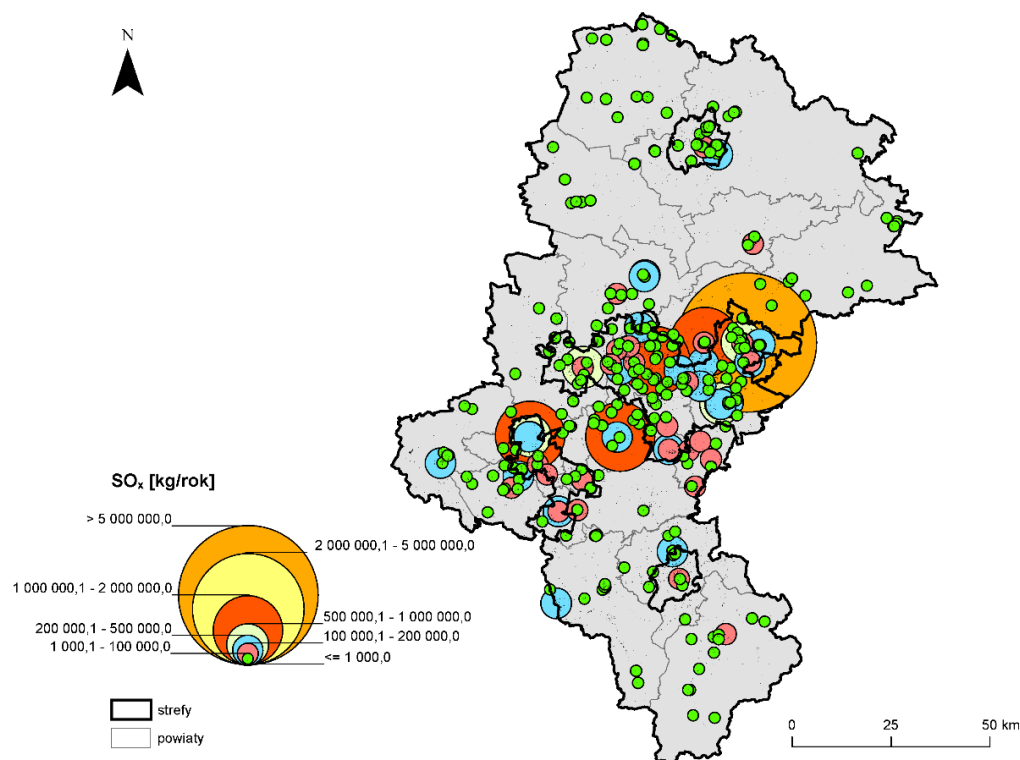 N
SOₓ [kg/rok]
> 5 000 000,0
2 000 000,1 - 5 000 000,0
1 000 000,1 - 2 000 000,0
500 000,1 - 1 000 000,0
200 000,1 - 500 000,0
100 000,1 - 200 000,0
1 000,1 - 100 000,0
<= 1 000,0
strefy
powiaty
0 25 50 km